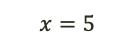 𝑥 = 5